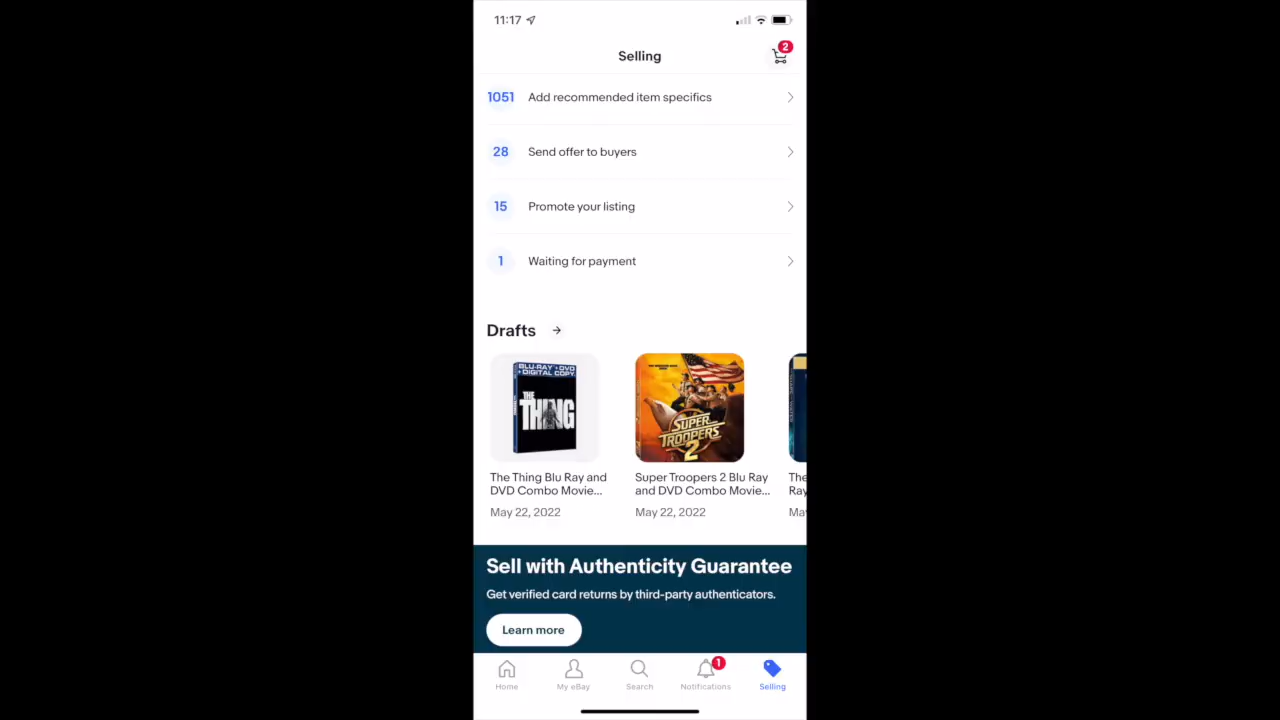 11:17
Selling
2
1051 Add recommended item specifics
28 Send offer to buyers
15 Promote your listing
1 Waiting for payment
Drafts
BLU-RAY + DVD
+ DIGITAL COPY
THE
THING
SUPER
TROOPERS
2
The Thing Blu Ray and
DVD Combo Movie...
May 22, 2022
Super Troopers 2 Blu Ray
and DVD Combo Movie...
May 22, 2022
The
Ray
May
Sell with Authenticity Guarantee
Get verified card returns by third-party authenticators.
Learn more
1
Home
My eBay
Search
Notifications
Selling